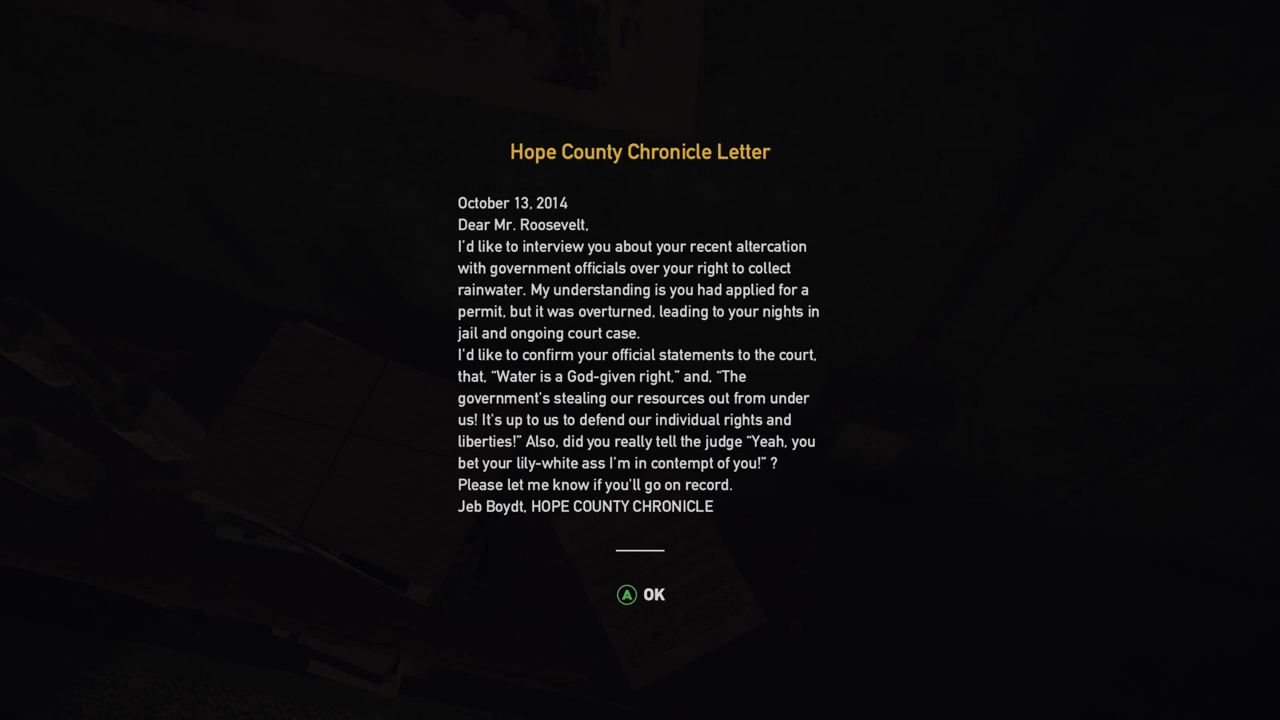 Hope County Chronicle Letter
October 13, 2014
Dear Mr. Roosevelt,
I'd like to interview you about your recent altercation
with government officials over your right to collect
rainwater. My understanding is you had applied for a
permit, but it was overturned, leading to your nights in
jail and ongoing court case.
I'd like to confirm your official statements to the court,
that, “Water is a God-given right,” and, “The
government's stealing our resources out from under
us! It's up to us to defend our individual rights and
liberties!” Also, did you really tell the judge “Yeah, you
bet your lily-white ass I'm in contempt of you!” ?
Please let me know if you'll go on record.
Jeb Boydt, HOPE COUNTY CHRONICLE
A OK